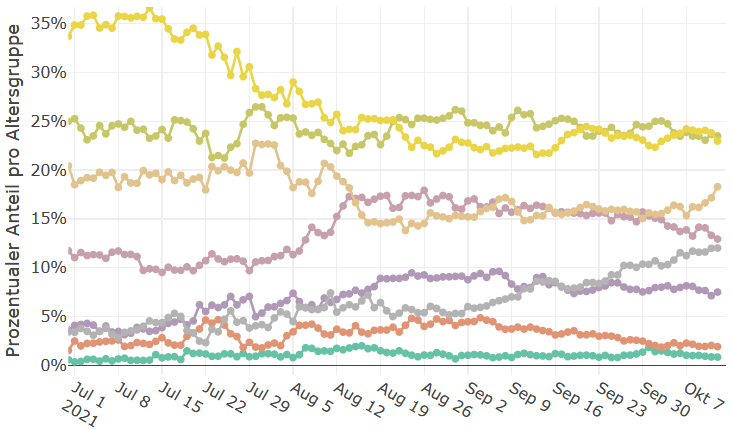 Prozentualer Anteil pro Altersgruppe
35%
30%
25%
20%
15%
10%
5%
0%
Jul 1
2021
Jul 8
Jul 15
Jul 22
Jul 29
Aug 5
Aug 12
Aug 19
Aug 26
Sep 2
Sep 9
Sep 16
Sep 23
Sep 30
Okt 7